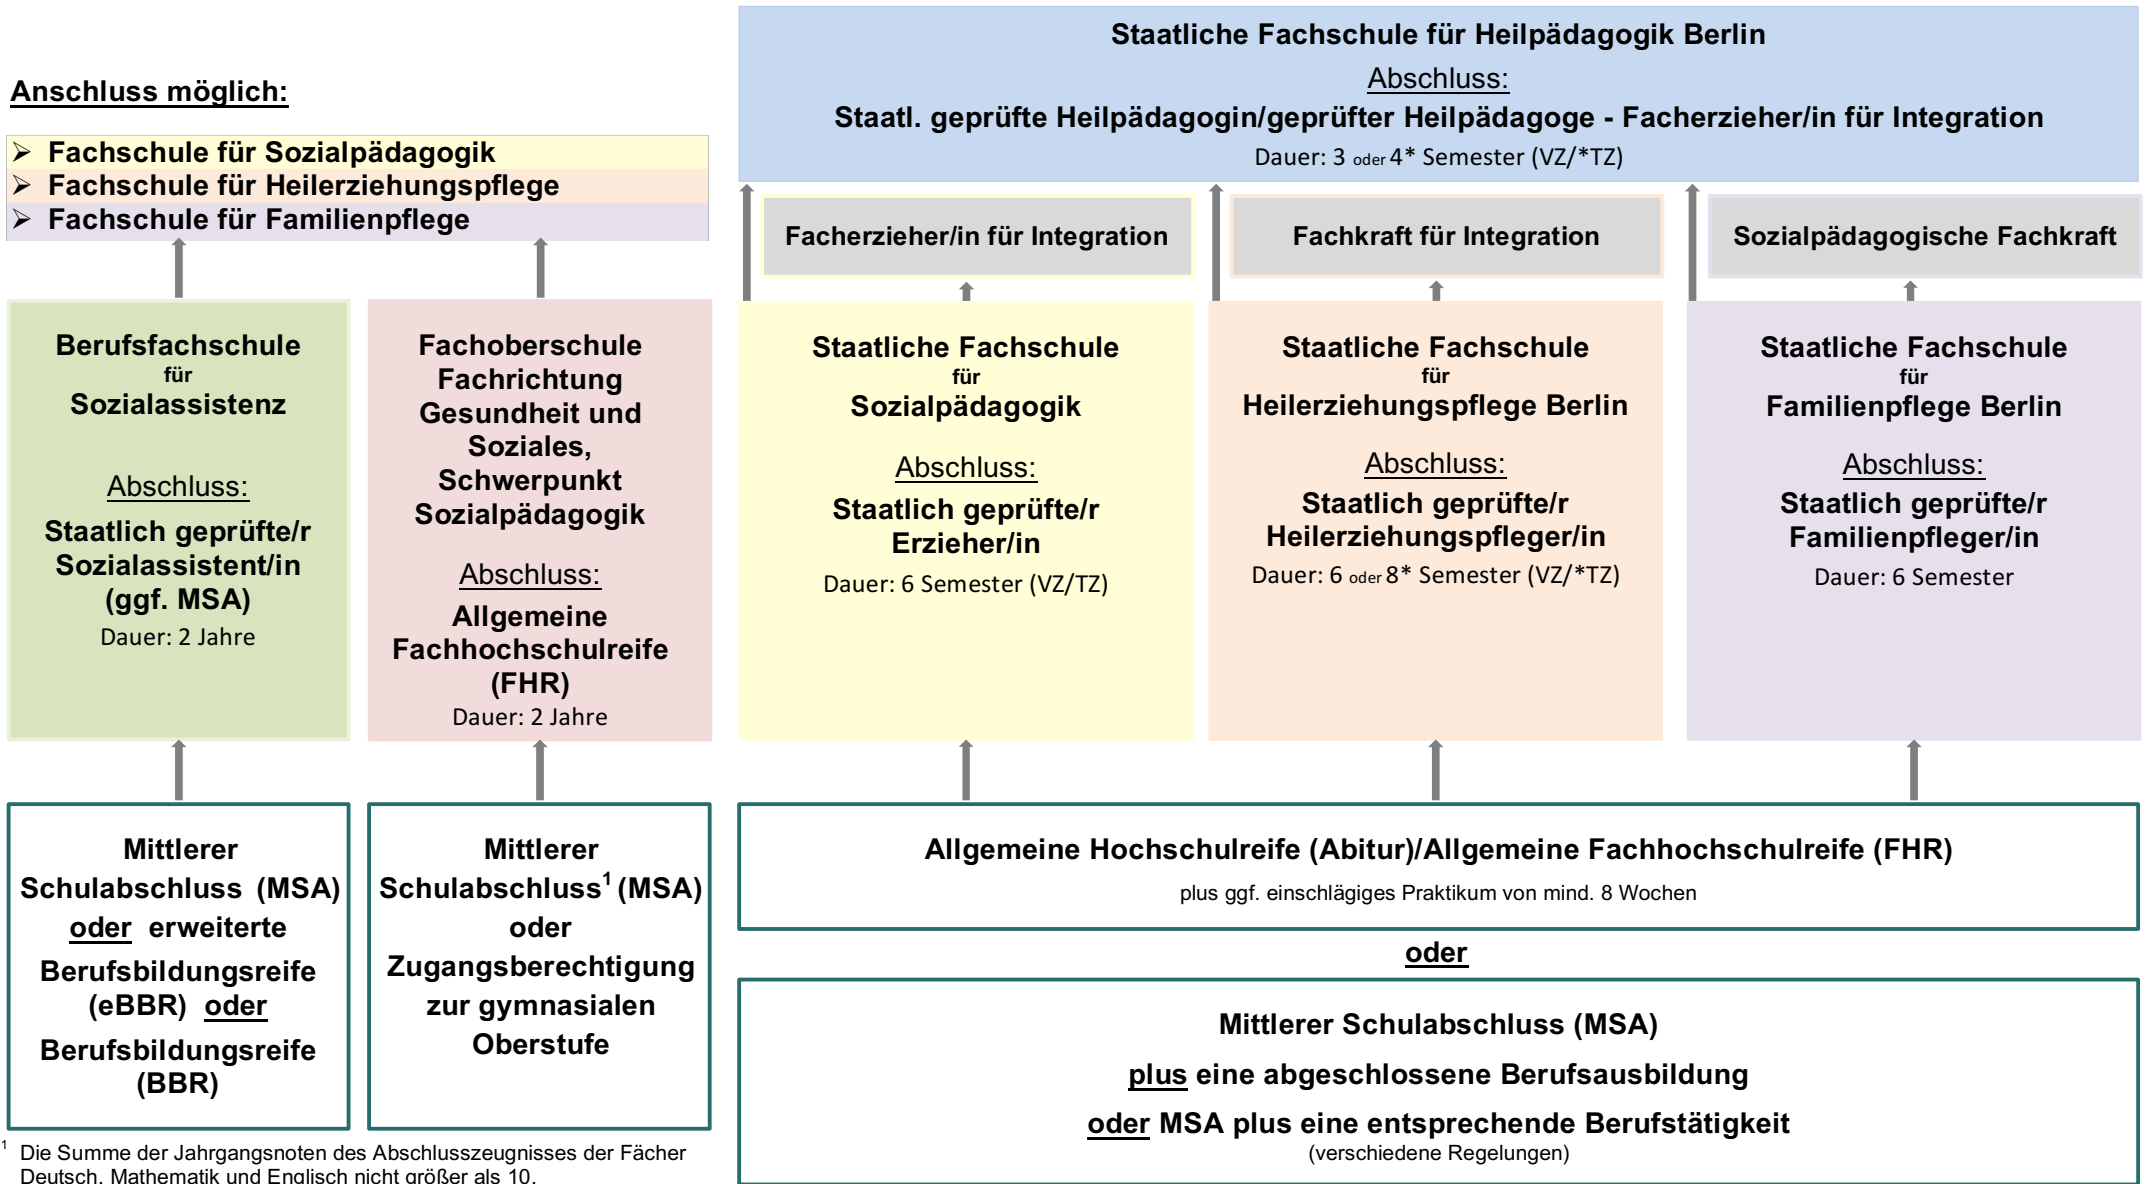 Staatliche Fachschule für Heilpädagogik Berlin
Abschluss:
Staatl. geprüfte Heilpädagogin/geprüfter Heilpädagoge - Facherzieher/in für Integration
Dauer: 3 oder 4* Semester (VZ/*TZ)
Anschluss möglich:
➢ Fachschule für Sozialpädagogik
➢ Fachschule für Heilerziehungspflege
➢ Fachschule für Familienpflege
Facherzieher/in für Integration
Fachkraft für Integration
Sozialpädagogische Fachkraft
Berufsfachschule
für
Sozialassistenz
Abschluss:
Staatlich geprüfte/r
Sozialassistent/in
(ggf. MSA)
Dauer: 2 Jahre
Fachoberschule
Fachrichtung
Gesundheit und
Soziales,
Schwerpunkt
Sozialpädagogik
Abschluss:
Allgemeine
Fachhochschulreife
(FHR)
Dauer: 2 Jahre
Staatliche Fachschule
für
Sozialpädagogik
Abschluss:
Staatlich geprüfte/r
Erzieher/in
Dauer: 6 Semester (VZ/TZ)
Staatliche Fachschule
für
Heilerziehungspflege Berlin
Abschluss:
Staatlich geprüfte/r
Heilerziehungspfleger/in
Dauer: 6 oder 8* Semester (VZ/*TZ)
Staatliche Fachschule
für
Familienpflege Berlin
Abschluss:
Staatlich geprüfte/r
Familienpfleger/in
Dauer: 6 Semester
Mittlerer
Schulabschluss (MSA)
oder erweiterte
Berufsbildungsreife
(eBBR) oder
Berufsbildungsreife
(BBR)
Mittlerer
Schulabschluss¹ (MSA)
oder
Zugangsberechtigung
zur gymnasialen
Oberstufe
Allgemeine Hochschulreife (Abitur)/Allgemeine Fachhochschulreife (FHR)
plus ggf. einschlägiges Praktikum von mind. 8 Wochen
oder
Mittlerer Schulabschluss (MSA)
plus eine abgeschlossene Berufsausbildung
oder MSA plus eine entsprechende Berufstätigkeit
(verschiedene Regelungen)
¹ Die Summe der Jahrgangsnoten des Abschlusszeugnisses der Fächer
Deutsch, Mathematik und Englisch nicht größer als 10.